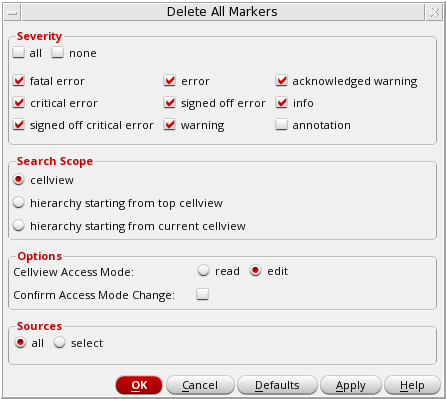 Delete All Markers
Severity
all none
fatal error error acknowledged warning
critical error signed off error info
signed off critical error warning annotation
Search Scope
cellview
hierarchy starting from top cellview
hierarchy starting from current cellview
Options
Cellview Access Mode: read edit
Confirm Access Mode Change:
Sources
all select
OK Cancel Defaults Apply Help